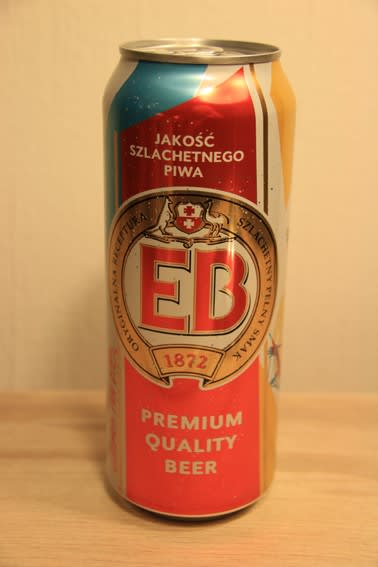 JAKOŚĆ
SZLACHETNEGO
PIWA
ORYGINALNA RECEPTURA
SZLACHETNY PEŁNY SMAK
EB
1872
PREMIUM
QUALITY
BEER